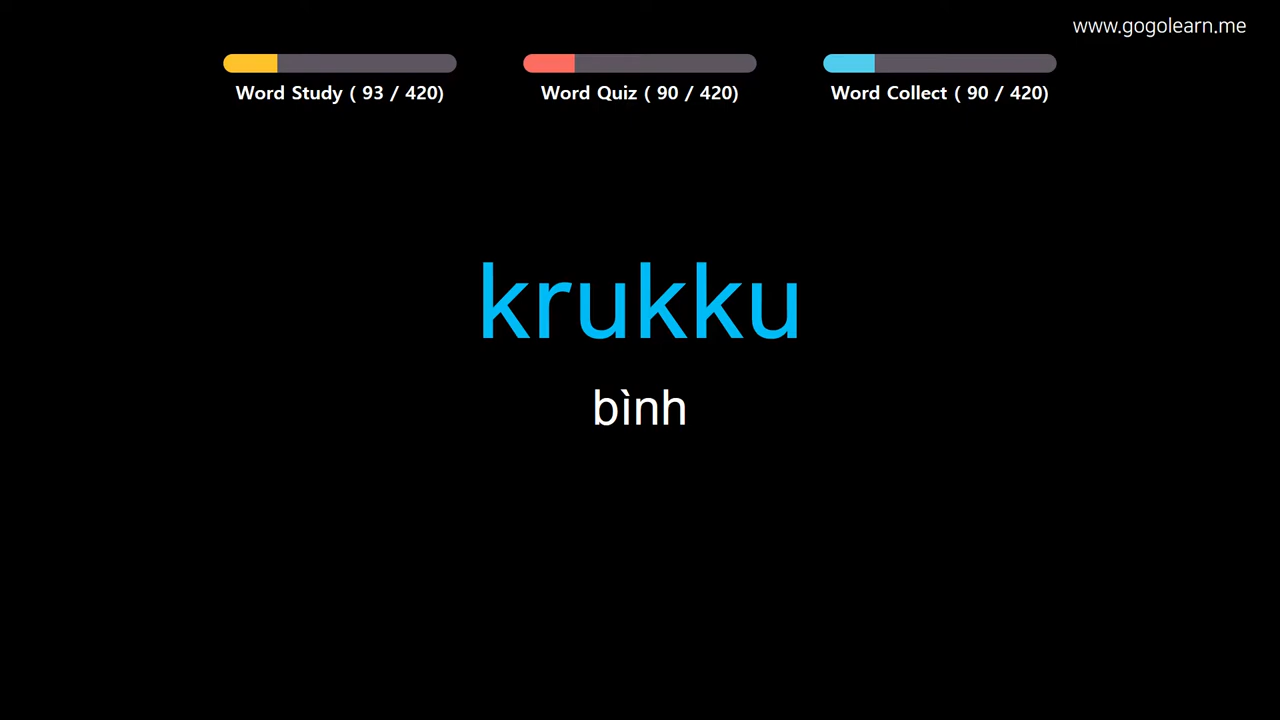 www.gogolearn.me
Word Study ( 93 / 420)
Word Quiz ( 90 / 420)
Word Collect ( 90 / 420)
krukku
bình